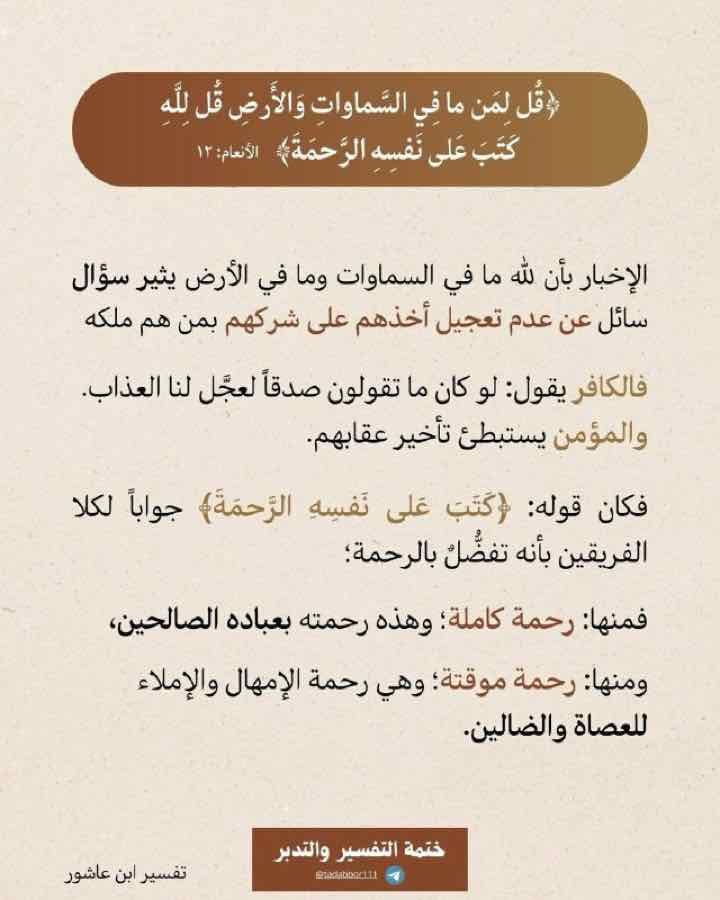 ﴿قُل لِمَن ما فِي السَّماواتِ وَالأَرضِ قُل لِلَّهِ
كَتَبَ عَلى نَفسِهِ الرَّحمَةَ﴾ الأنعام: ١٢
الإخبار بأن لله ما في السماوات وما في الأرض يثير سؤال
سائل عن عدم تعجيل أخذهم على شركهم بمن هم ملكه
فالكافر يقول: لو كان ما تقولون صدقاً لعجَّل لنا العذاب.
والمؤمن يستبطئ تأخير عقابهم.
فكان قوله: ﴿كَتَبَ عَلى نَفسِهِ الرَّحمَةَ﴾ جواباً لكلا
الفريقين بأنه تفضُّلٌ بالرحمة؛
فمنها: رحمة كاملة؛ وهذه رحمته بعباده الصالحين،
ومنها: رحمة موقتة؛ وهي رحمة الإمهال والإملاء
للعصاة والضالين.
ختمة التفسير والتدبر
@tadabbor111
تفسير ابن عاشور